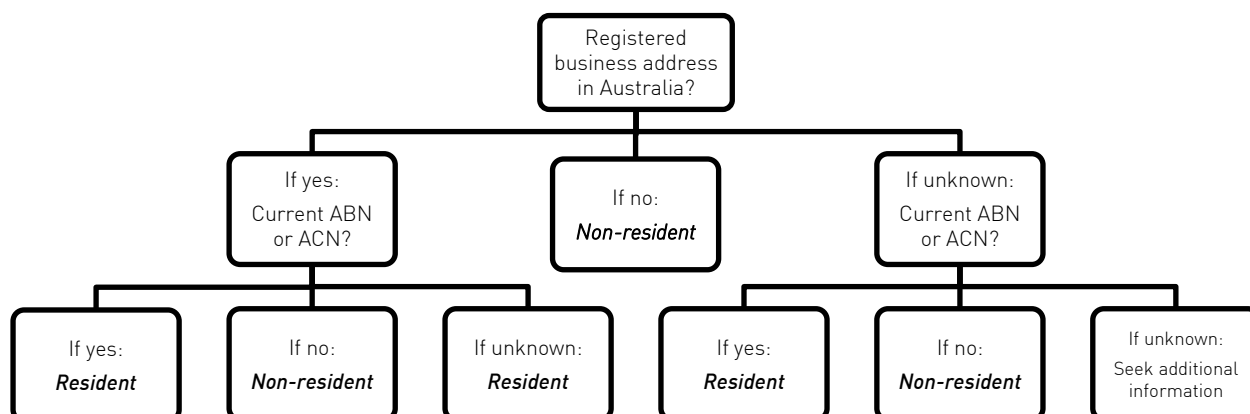 Registered
business address
in Australia?
If yes:
Current ABN
or ACN?
If no:
Non-resident
If unknown:
Current ABN
or ACN?
If yes:
Resident
If no:
Non-resident
If unknown:
Resident
If yes:
Resident
If no:
Non-resident
If unknown:
Seek additional
information